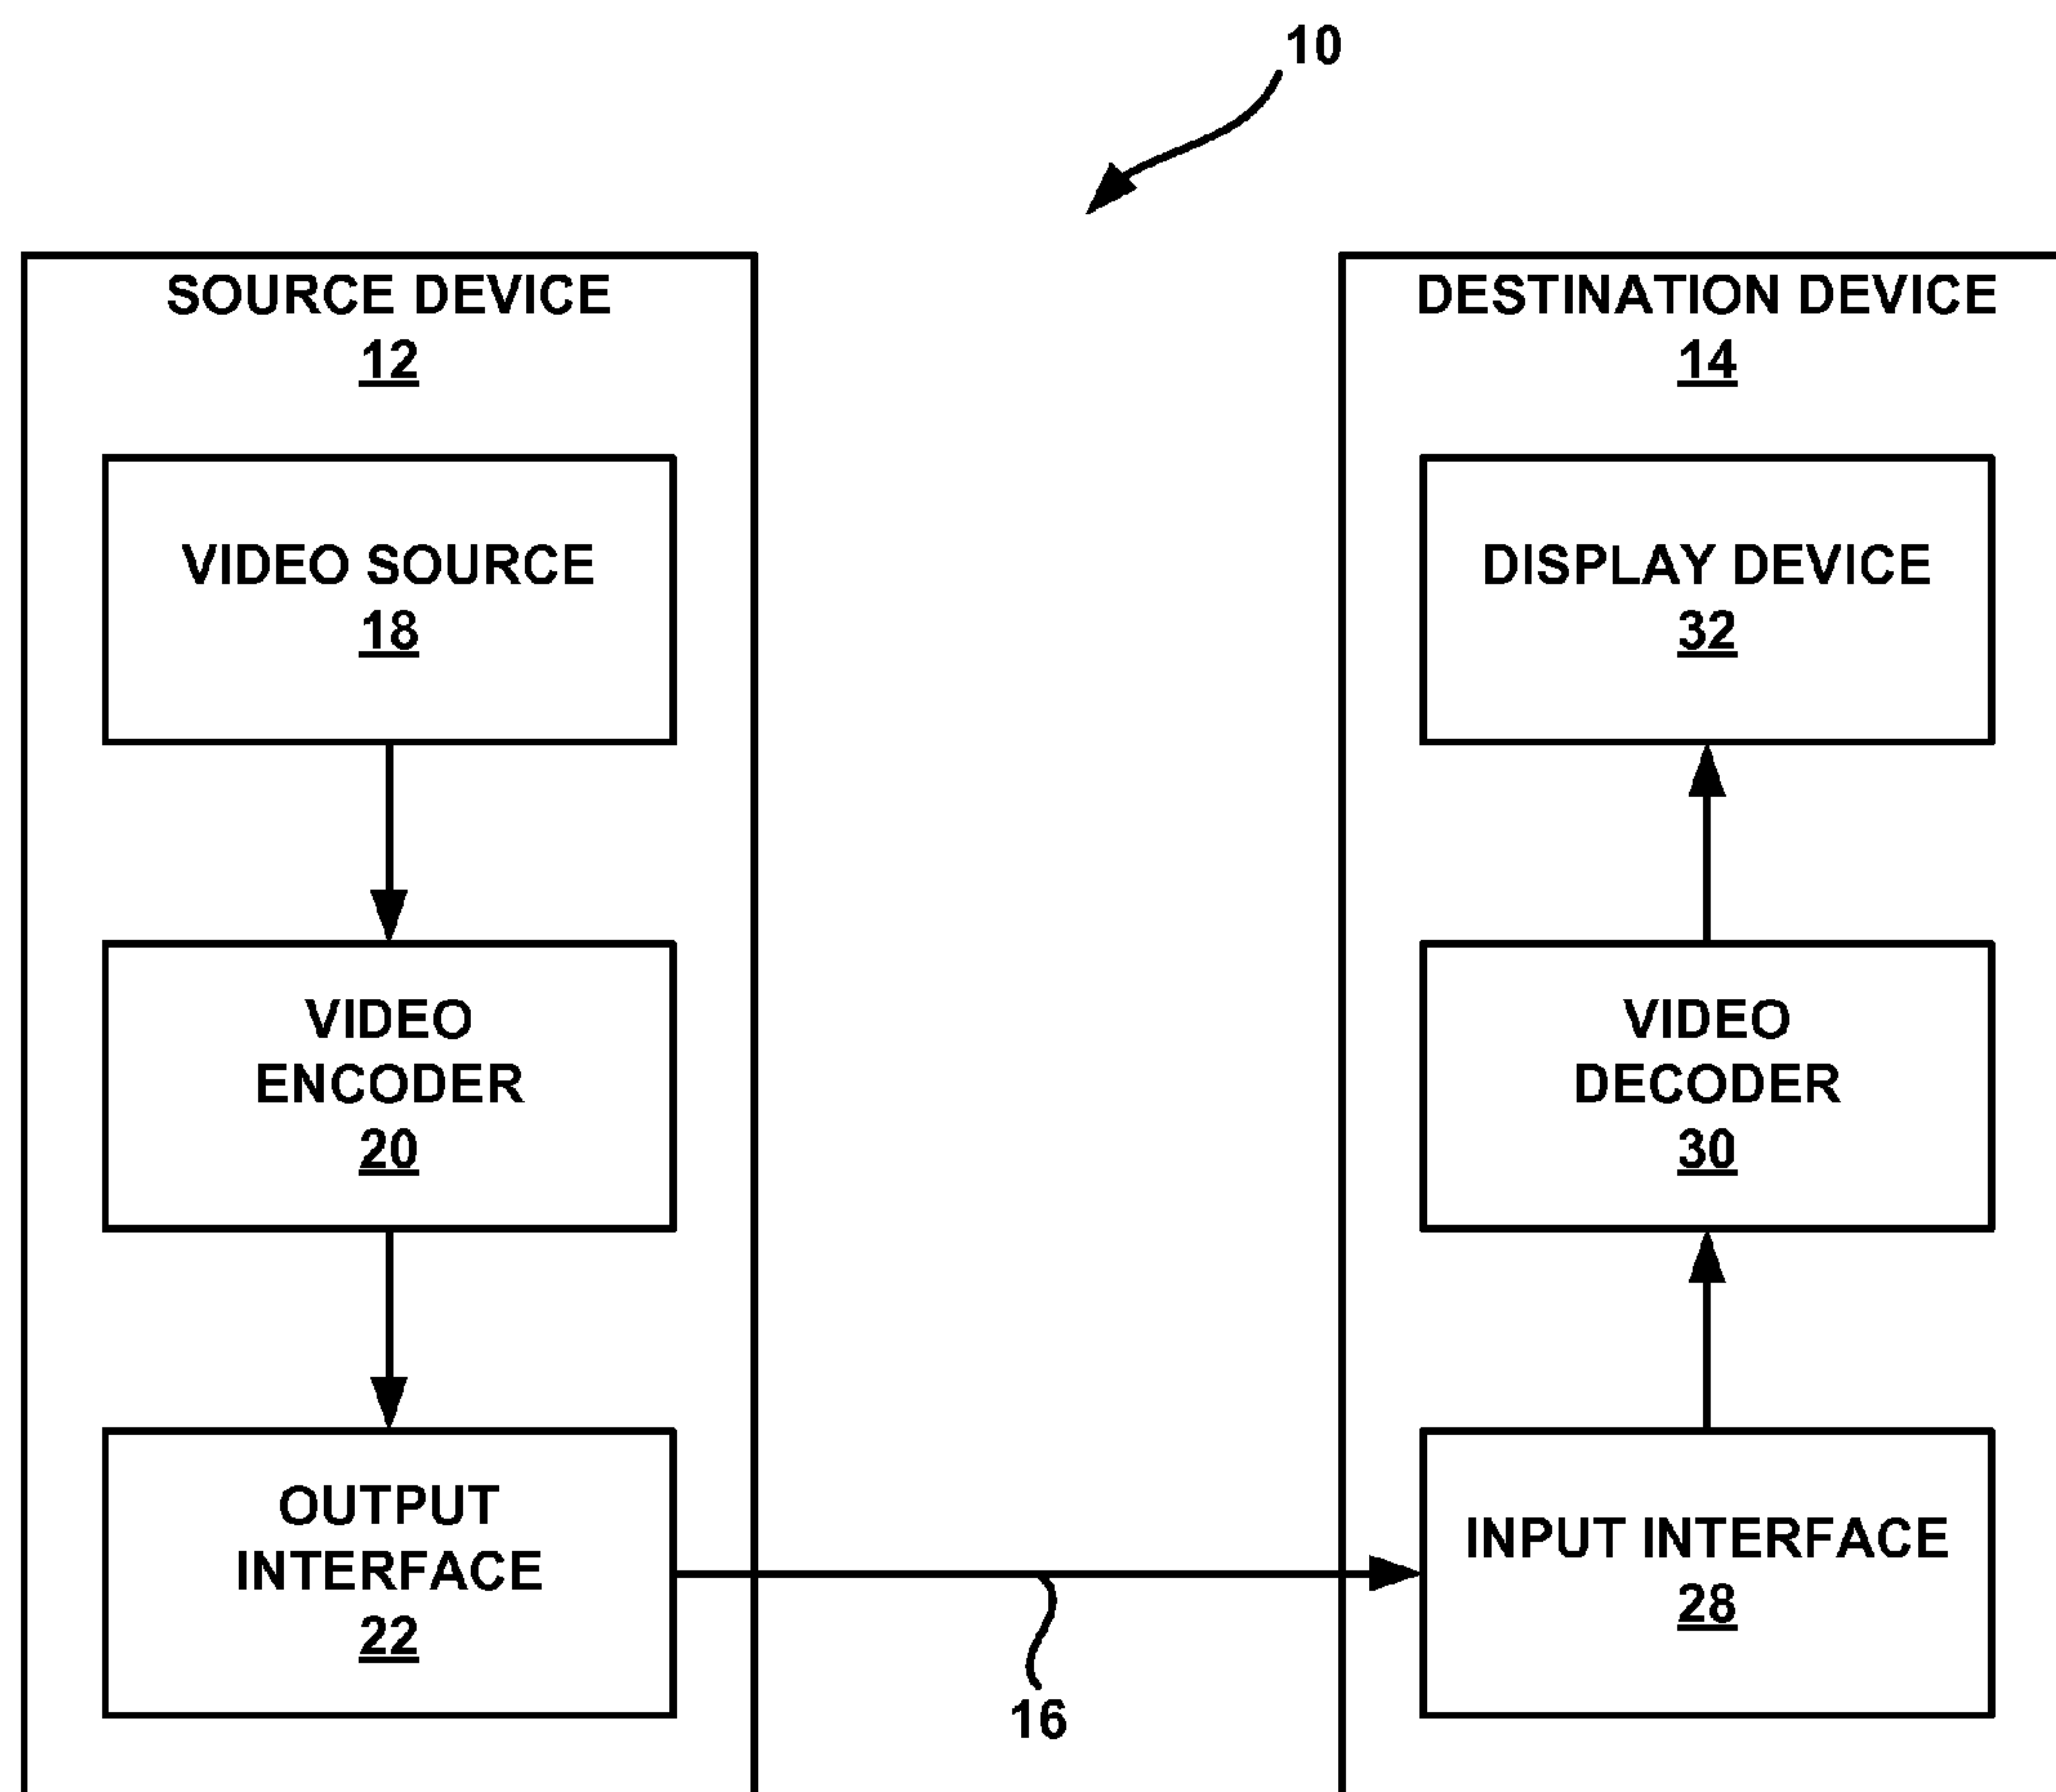 10
SOURCE DEVICE
12
VIDEO SOURCE
18
VIDEO
ENCODER
20
OUTPUT
INTERFACE
22
16
DESTINATION DEVICE
14
DISPLAY DEVICE
32
VIDEO
DECODER
30
INPUT INTERFACE
28